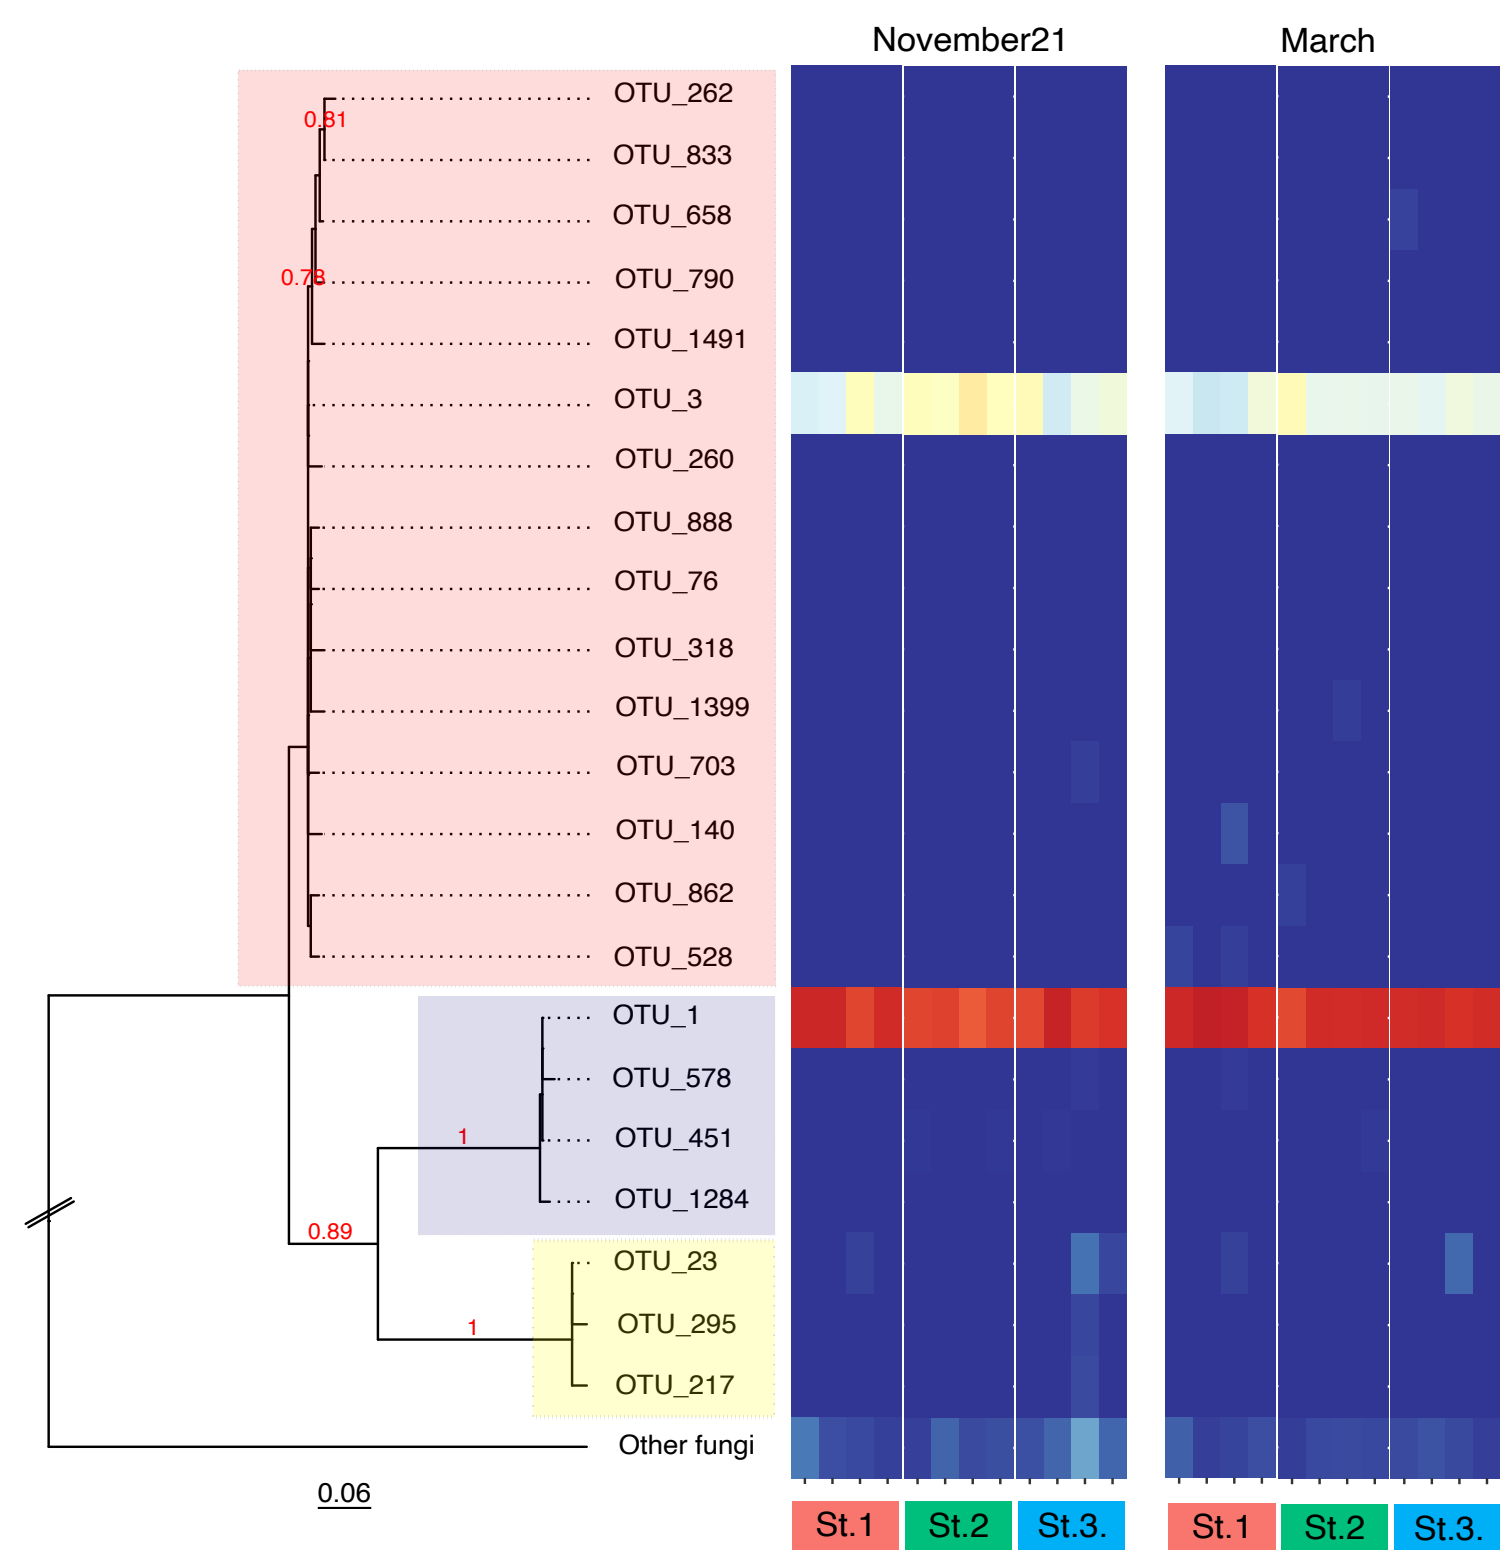 November21 March
OTU_262
0.81
OTU_833
OTU_658
0.78
OTU_790
OTU_1491
OTU_3
OTU_260
OTU_888
OTU_76
OTU_318
OTU_1399
OTU_703
OTU_140
OTU_862
OTU_528
OTU_1
OTU_578
1
OTU_451
OTU_1284
0.89
OTU_23
OTU_295
1
OTU_217
Other fungi
0.06
St.1 St.2 St.3. St.1 St.2 St.3.